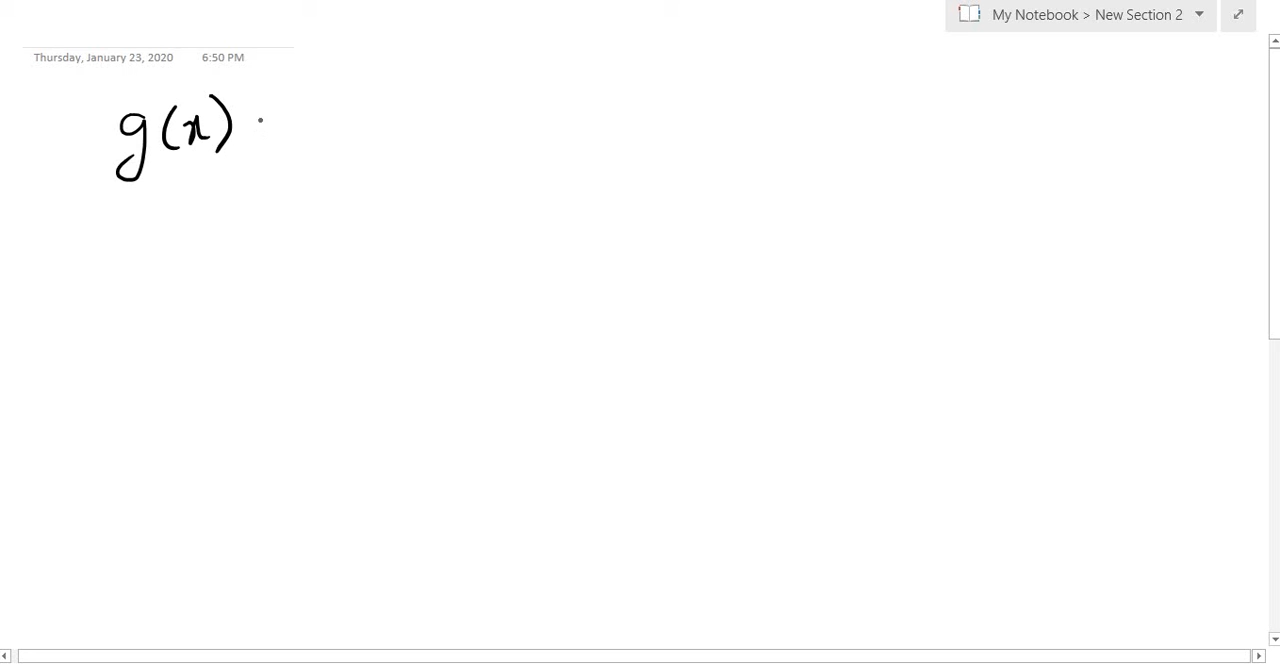 My Notebook > New Section 2
Thursday, January 23, 2020 6:50 PM
g(x)